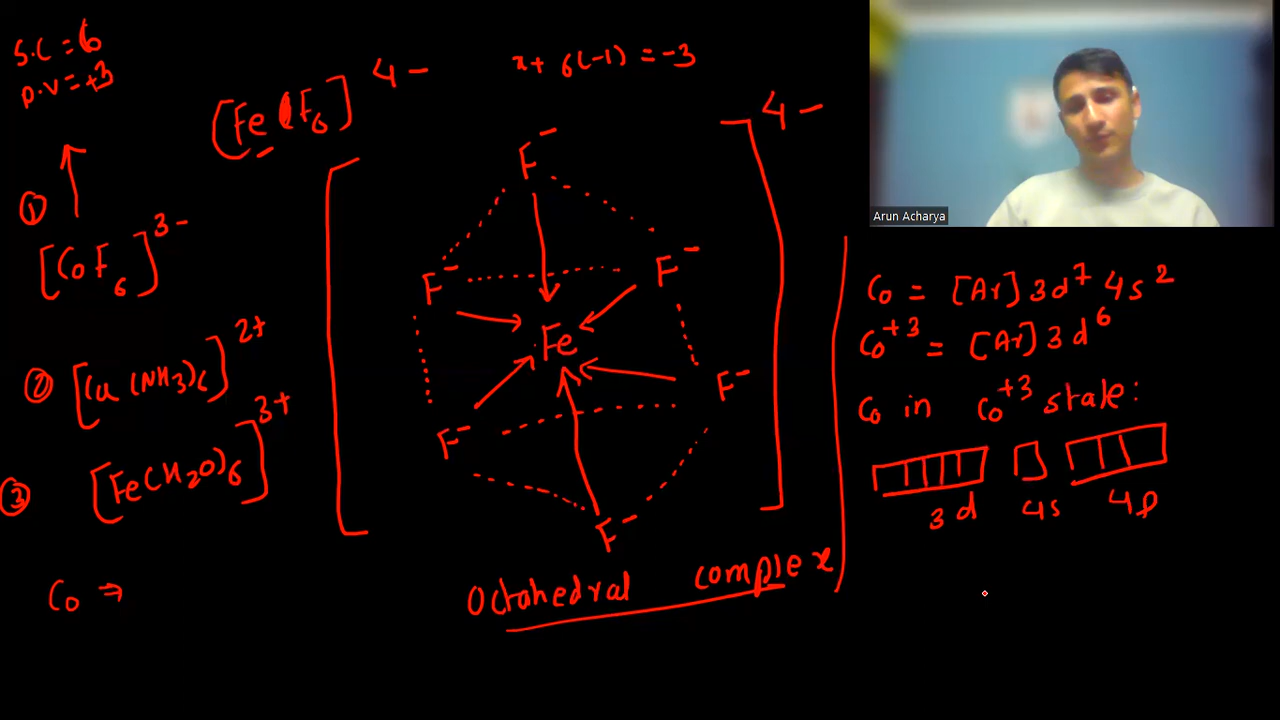 S.C = 6
P.V = +3
[Fe F6]⁴⁻
x + 6(-1) = -3
①
[CoF6]³⁻
② [Cu(NH3)6]²⁺
③ [Fe(H2O)6]³⁺
Co ⇒
4-
F⁻
F⁻ F⁻
Fe
F⁻ F⁻
F⁻
Octahedral complex
Arun Acharya
Co = [Ar] 3d⁷ 4s²
Co⁺³ = [Ar] 3d⁶
Co in Co⁺³ state:
3d 4s 4p